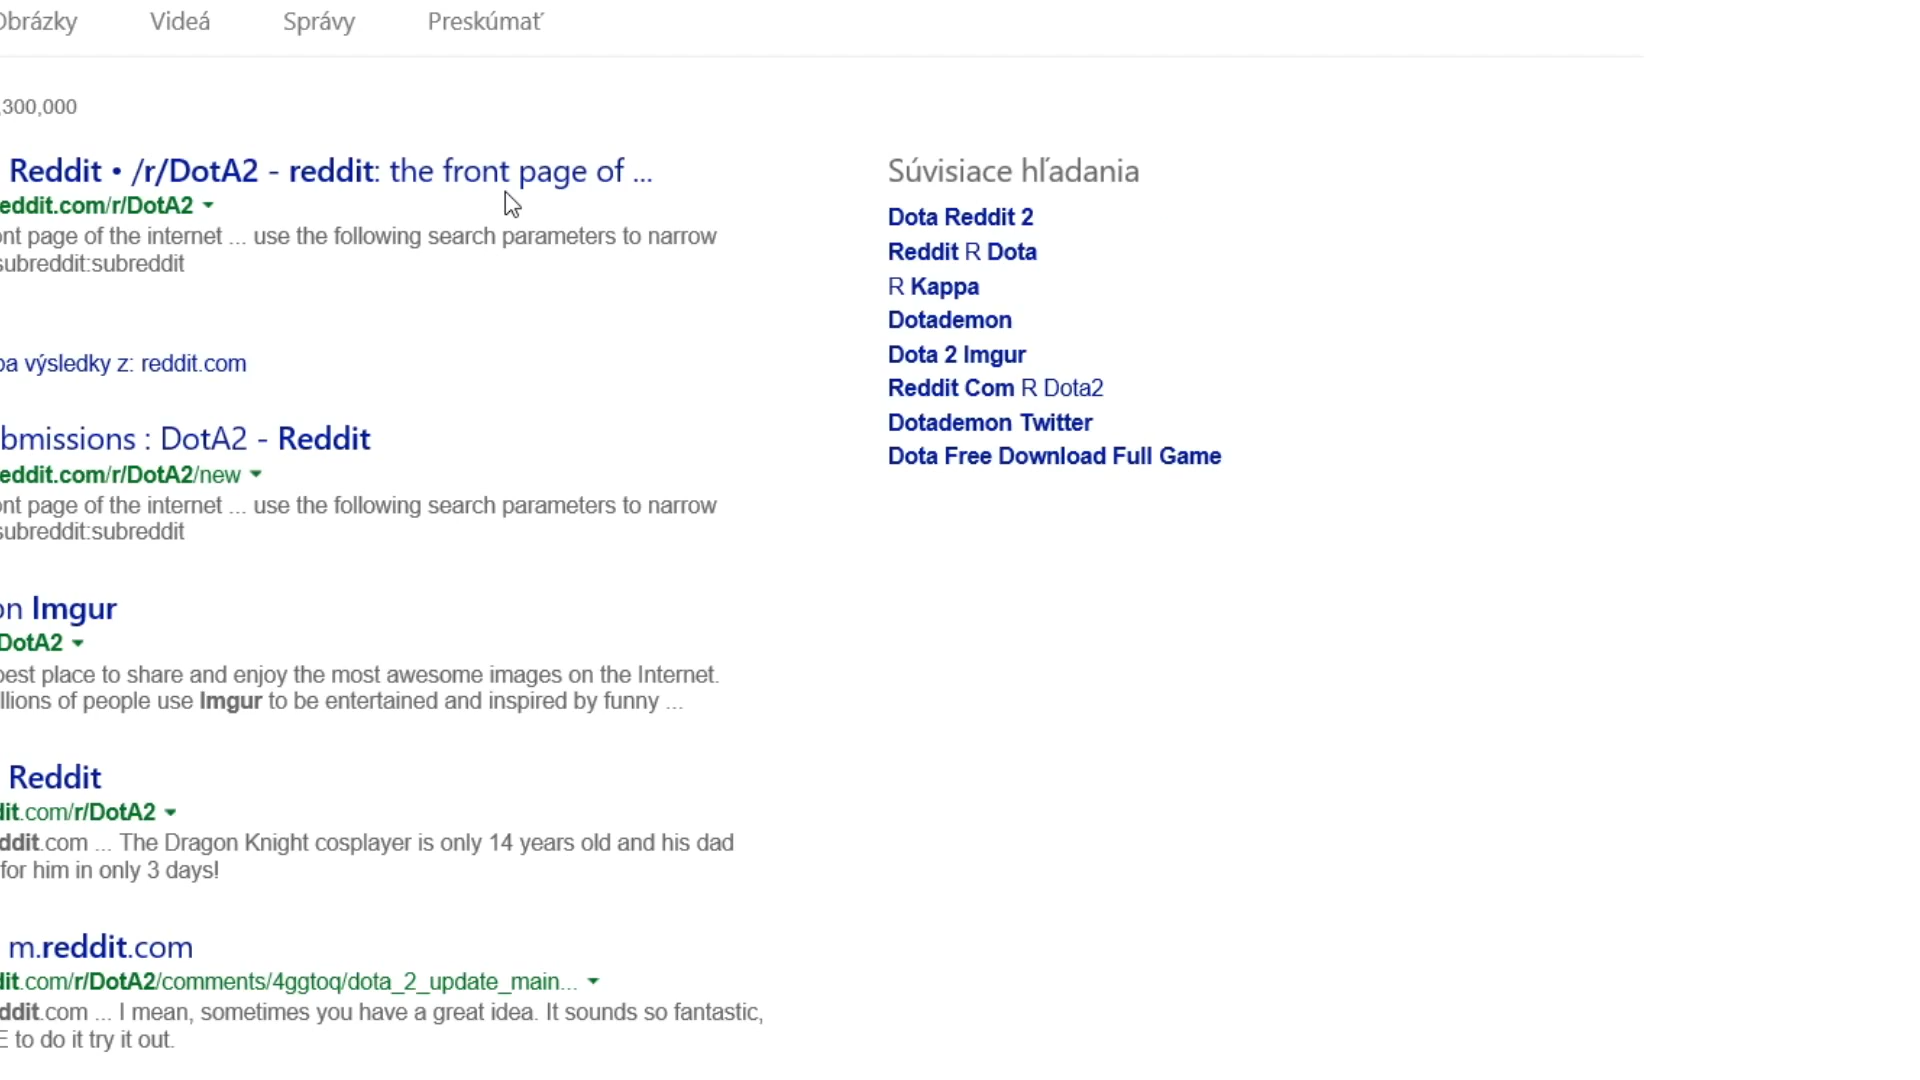 Obrázky Videá Správy Preskúmať
,300,000
Reddit • /r/DotA2 - reddit: the front page of ...
eddit.com/r/DotA2
ont page of the internet ... use the following search parameters to narrow
subreddit:subreddit
výsledky z: reddit.com
bmissions : DotA2 - Reddit
eddit.com/r/DotA2/new
ont page of the internet ... use the following search parameters to narrow
subreddit:subreddit
on Imgur
DotA2
best place to share and enjoy the most awesome images on the Internet.
llions of people use Imgur to be entertained and inspired by funny ...
Reddit
dit.com/r/DotA2
ddit.com ... The Dragon Knight cosplayer is only 14 years old and his dad
for him in only 3 days!
m.reddit.com
dit.com/r/DotA2/comments/4ggtoq/dota_2_update_main...
ddit.com ... I mean, sometimes you have a great idea. It sounds so fantastic,
E to do it try it out.
Súvisiace hľadania
Dota Reddit 2
Reddit R Dota
R Kappa
Dotademon
Dota 2 Imgur
Reddit Com R Dota2
Dotademon Twitter
Dota Free Download Full Game